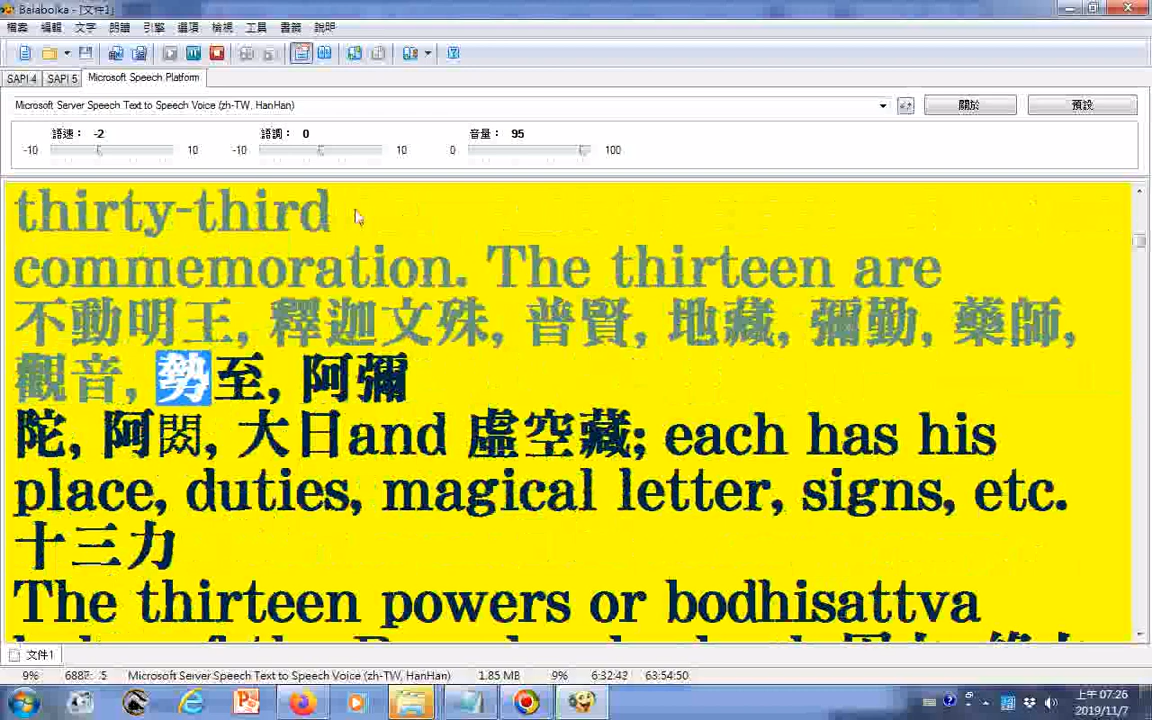 Balabolka - [文件1]
檔案 編輯 文字 朗讀 引擎 選項 檢視 工具 書籤 說明
SAPI 4 SAPI 5 Microsoft Speech Platform
Microsoft Server Speech Text to Speech Voice (zh-TW, HanHan) 關於 預設
語速: -2 語調: 0 音量: 95
-10 10 -10 10 0 100
thirty-third
commemoration. The thirteen are
不動明王, 釋迦文殊, 普賢, 地藏, 彌勒, 藥師,
觀音, 勢至, 阿彌
陀, 阿閦, 大日and 虛空藏; each has his
place, duties, magical letter, signs, etc.
十三力
The thirteen powers or bodhisattva
文件1
9% Microsoft Server Speech Text to Speech Voice (zh-TW, HanHan) 1.85 MB 9% 6:32:43 63:54:50
上午 07:26
2019/11/7